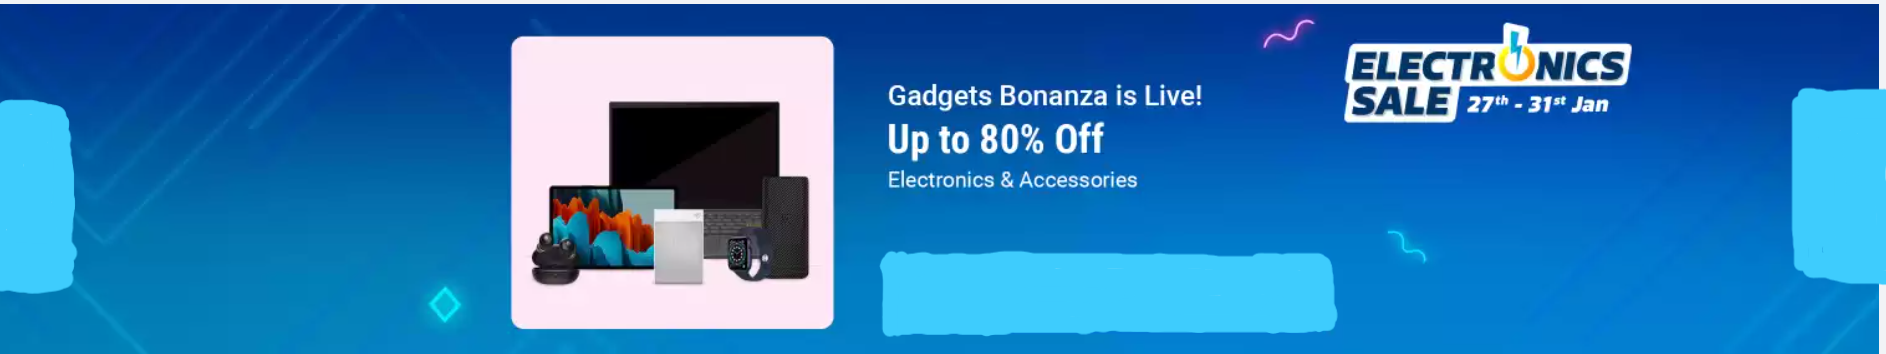 Gadgets Bonanza is Live!
Up to 80% Off
Electronics & Accessories
ELECTRONICS
SALE 27th - 31st Jan